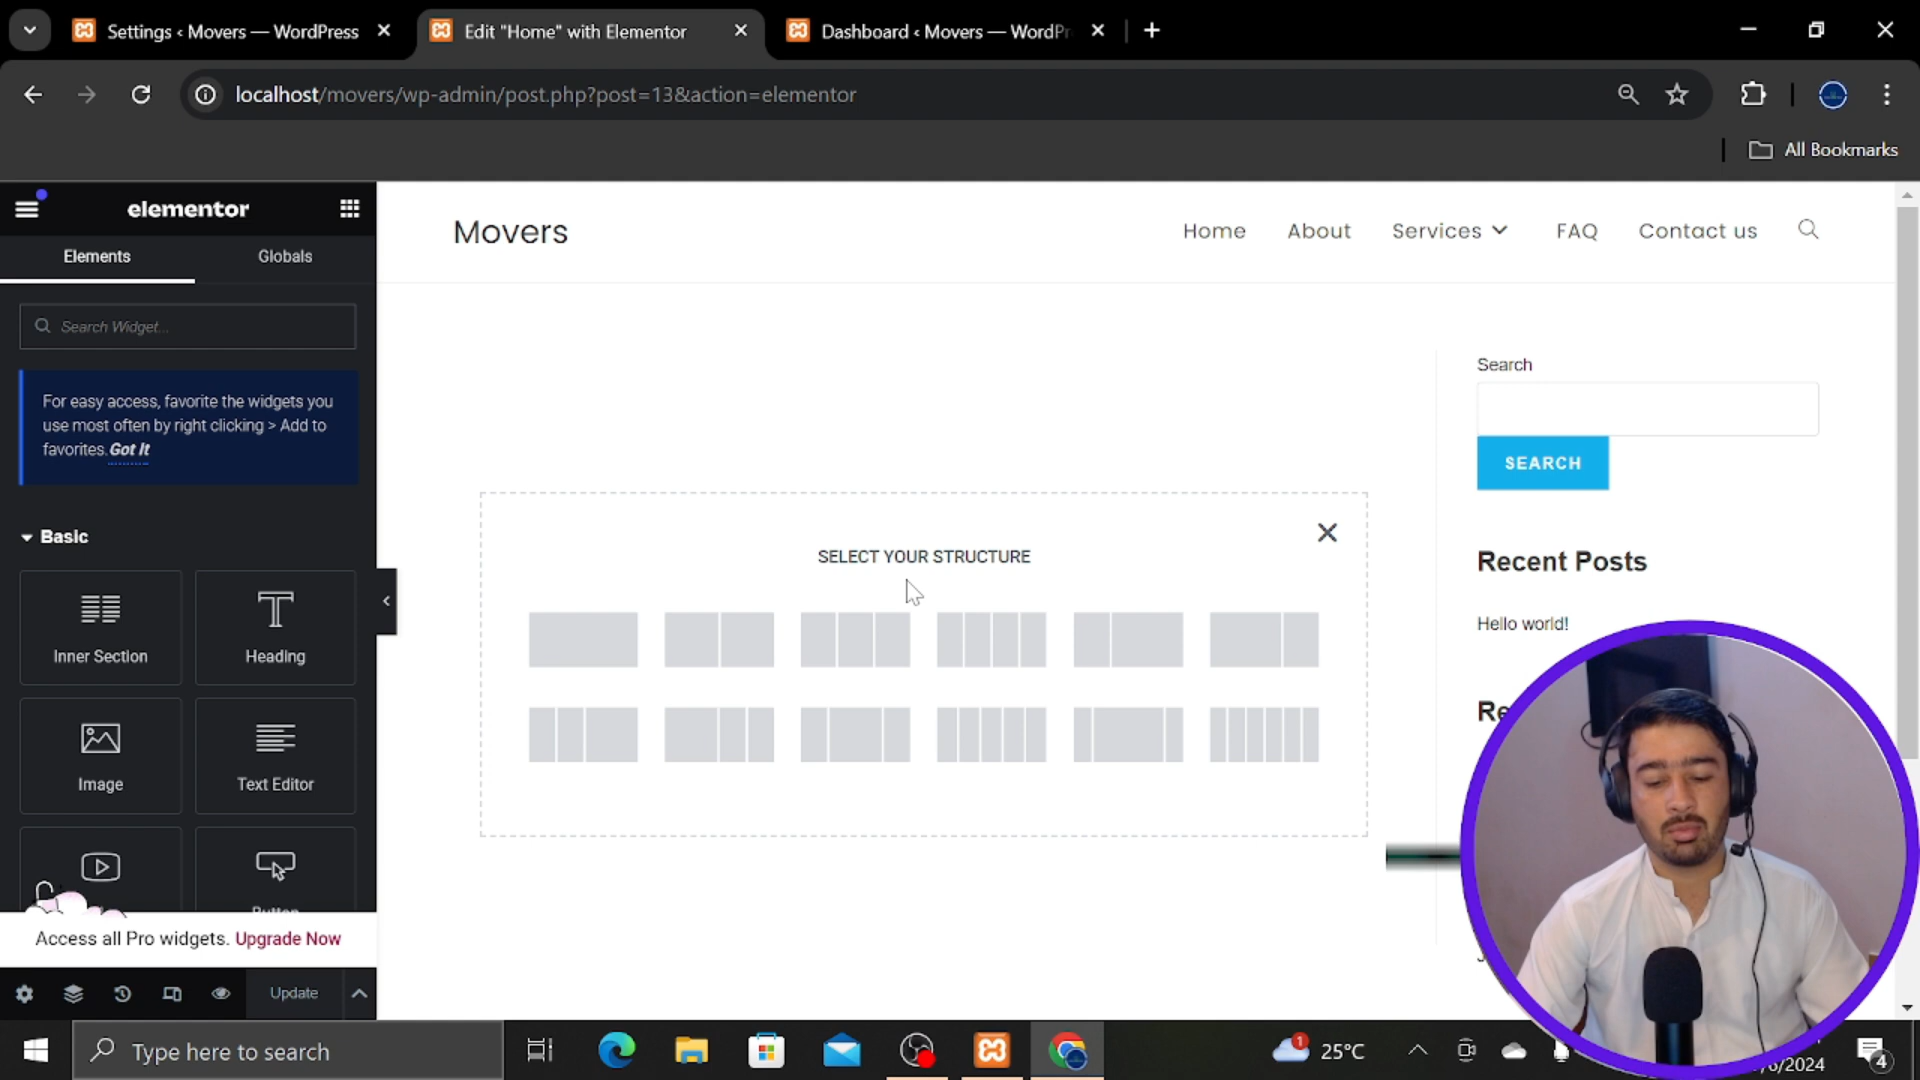 Settings ‹ Movers — WordPress
Edit "Home" with Elementor
Dashboard ‹ Movers — WordPr
localhost/movers/wp-admin/post.php?post=13&action=elementor
All Bookmarks
elementor
Elements
Globals
Search Widget...
For easy access, favorite the widgets you
use most often by right clicking > Add to
favorites. Got It
Basic
Inner Section
Heading
Image
Text Editor
Access all Pro widgets. Upgrade Now
Update
Movers
Home
About
Services
FAQ
Contact us
SELECT YOUR STRUCTURE
Search
SEARCH
Recent Posts
Hello world!
Type here to search
1
25°C
/6/2024
4